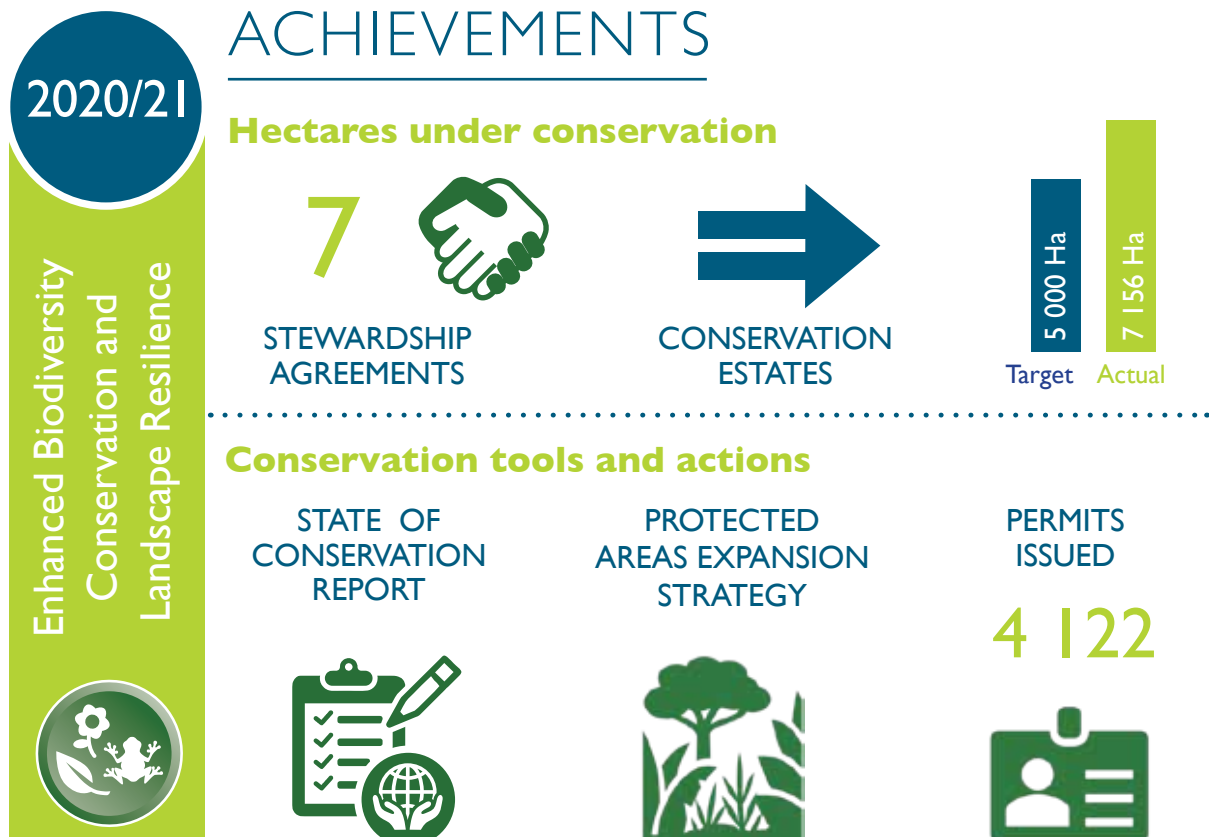 2020/21
Enhanced Biodiversity
Conservation and
Landscape Resilience
ACHIEVEMENTS
Hectares under conservation
7
STEWARDSHIP
AGREEMENTS
CONSERVATION
ESTATES
5 000 Ha
7 156 Ha
Target
Actual
Conservation tools and actions
STATE OF
CONSERVATION
REPORT
PROTECTED
AREAS EXPANSION
STRATEGY
PERMITS
ISSUED
4 122